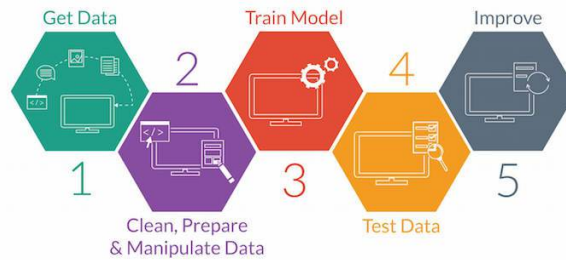 Get Data
1
2
Clean, Prepare
& Manipulate Data
Train Model
3
4
Test Data
Improve
5
</>
</>